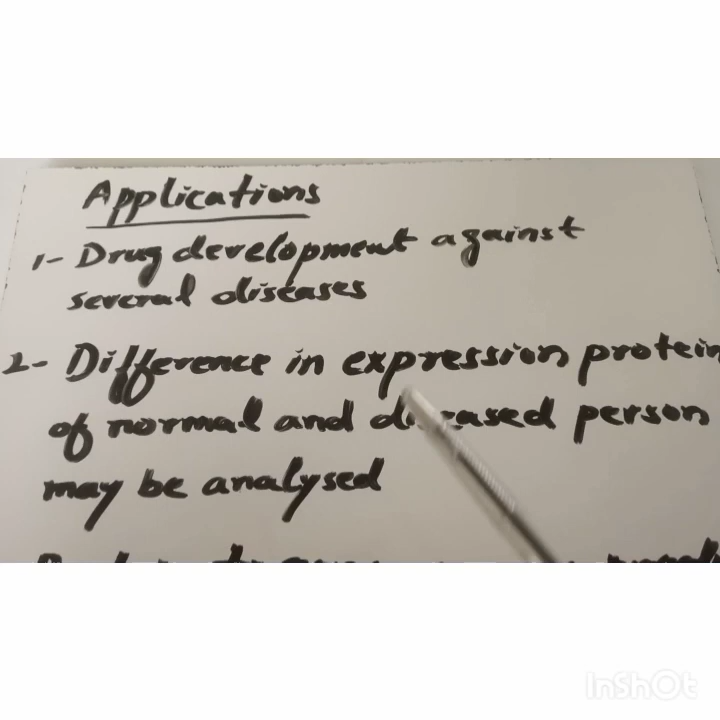 Applications
1- Drug development against
several diseases
2- Difference in expression protein
of normal and diseased person
may be analysed
InShOt